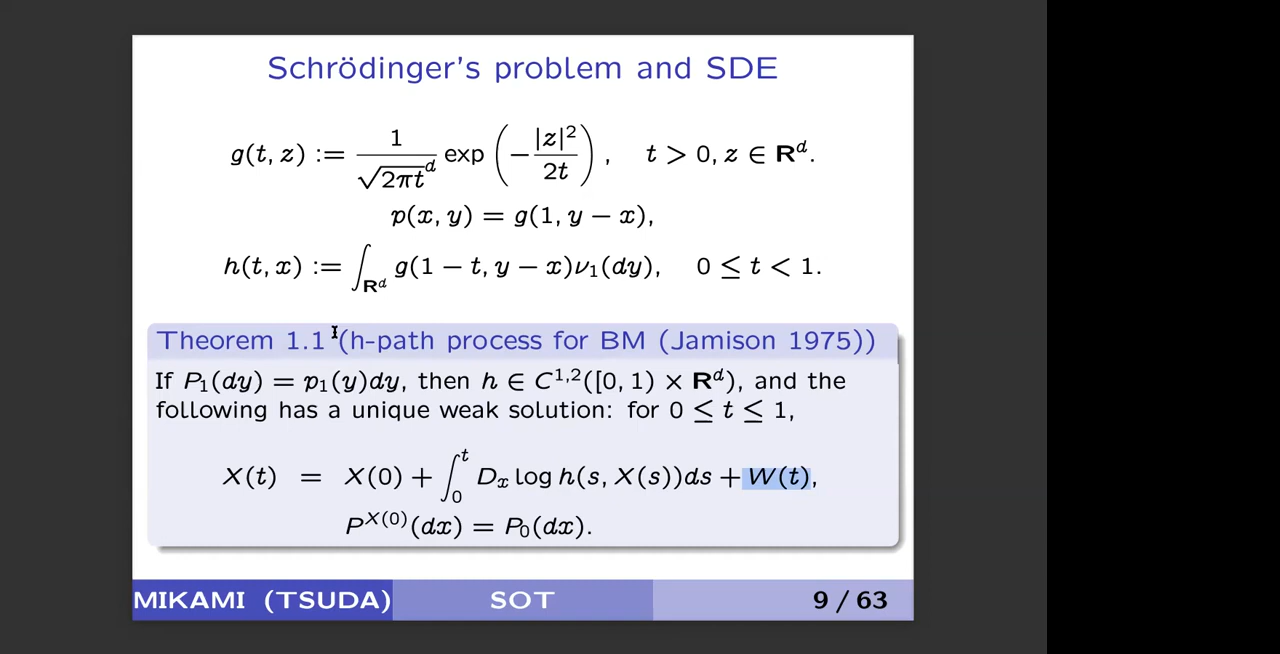 Schrödinger's problem and SDE
g(t, z) := 1/√2πt^d exp(−|z|²/2t), t > 0, z ∈ R^d.
p(x, y) = g(1, y − x),
h(t, x) := ∫_{R^d} g(1 − t, y − x)ν₁(dy), 0 ≤ t < 1.
Theorem 1.1 (h-path process for BM (Jamison 1975))
If P₁(dy) = p₁(y)dy, then h ∈ C^{1,2}([0, 1) × R^d), and the
following has a unique weak solution: for 0 ≤ t ≤ 1,
X(t) = X(0) + ∫₀^t D_x log h(s, X(s))ds + W(t),
P^{X(0)}(dx) = P₀(dx).
MIKAMI (TSUDA) SOT 9 / 63